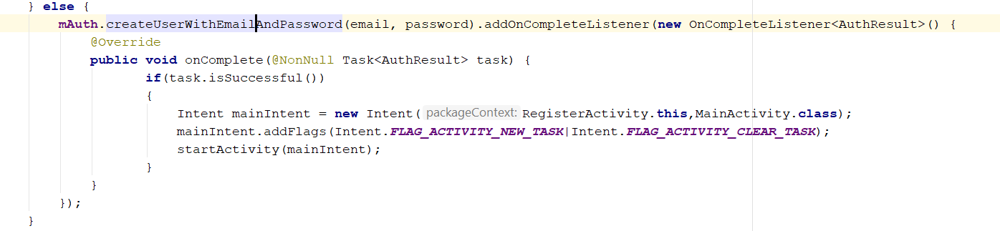 } else {
mAuth.createUserWithEmailAndPassword(email, password).addOnCompleteListener(new OnCompleteListener<AuthResult>() {
@Override
public void onComplete(@NonNull Task<AuthResult> task) {
if(task.isSuccessful())
{
Intent mainIntent = new Intent( packageContext: RegisterActivity.this,MainActivity.class);
mainIntent.addFlags(Intent.FLAG_ACTIVITY_NEW_TASK|Intent.FLAG_ACTIVITY_CLEAR_TASK);
startActivity(mainIntent);
}
}
});
}